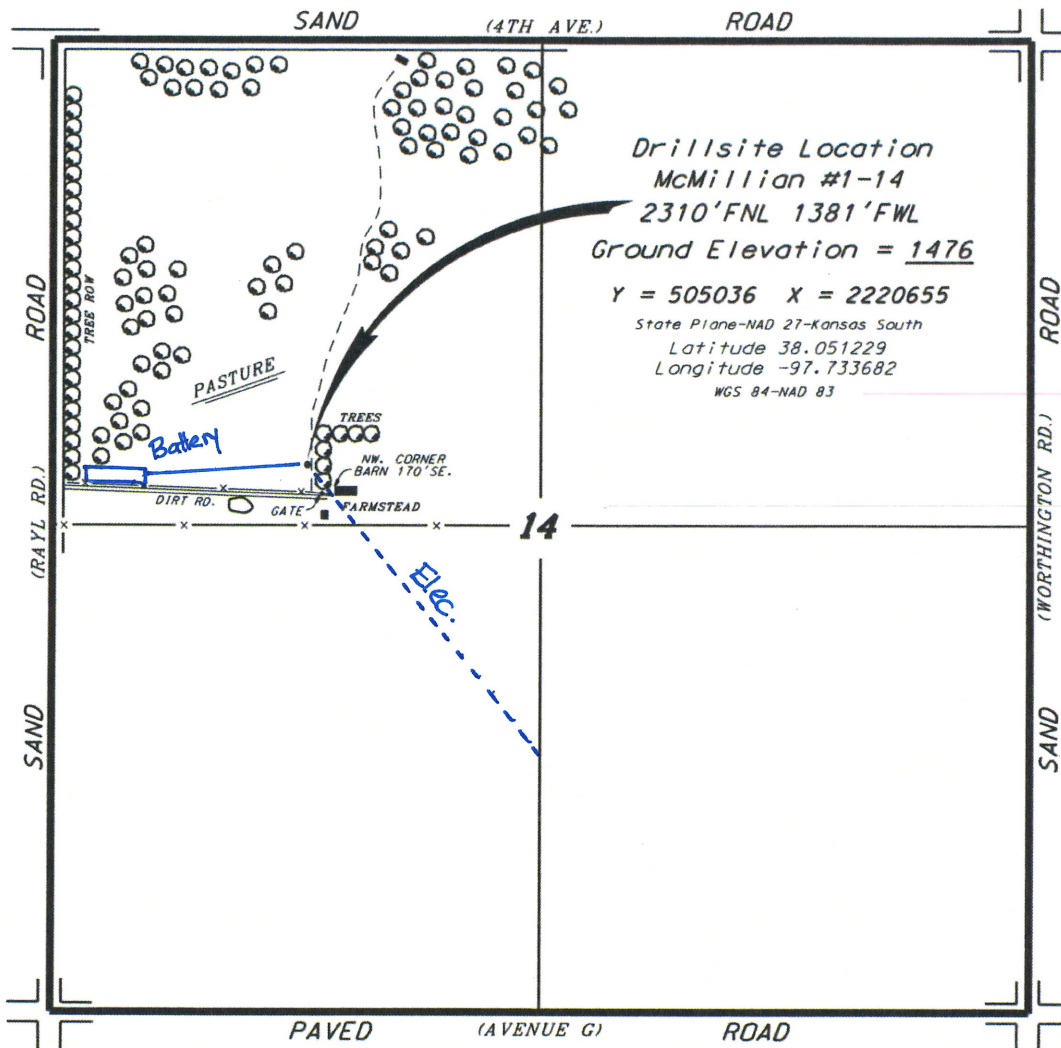 SAND (4TH AVE.) ROAD
Drillsite Location
McMillian #1-14
2310'FNL 1381'FWL
Ground Elevation = 1476
Y = 505036 X = 2220655
State Plane-NAD 27-Kansas South
Latitude 38.051229
Longitude -97.733682
WGS 84-NAD 83
ROAD
TREE ROW
PASTURE
TREES
Battery
NW. CORNER
BARN 170'SE.
DIRT RD.
GATE
FARMSTEAD
14
Elec.
(RAYL RD.)
SAND
ROAD
(WORTHINGTON RD.)
SAND
PAVED (AVENUE G) ROAD